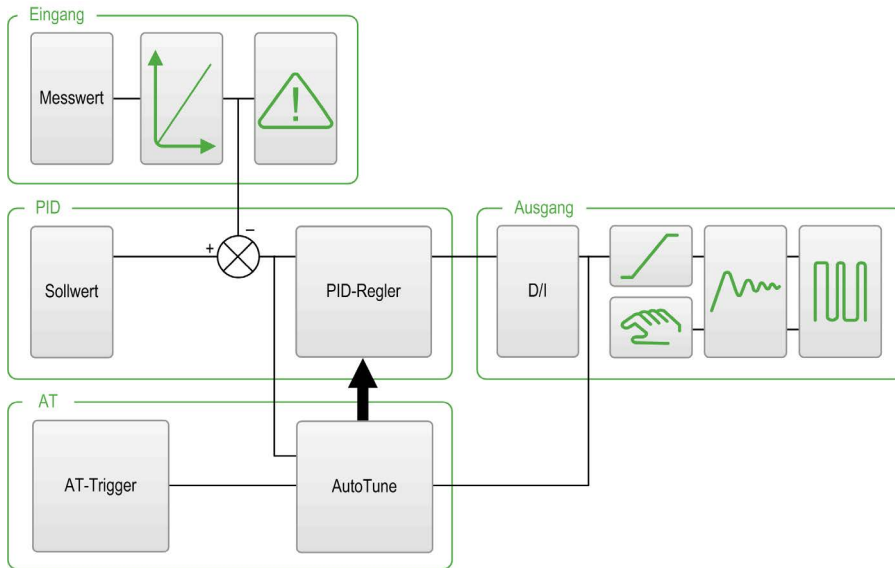 Eingang
Messwert
!
PID
Ausgang
+
−
Sollwert
PID-Regler
D/I
AT
AT-Trigger
AutoTune